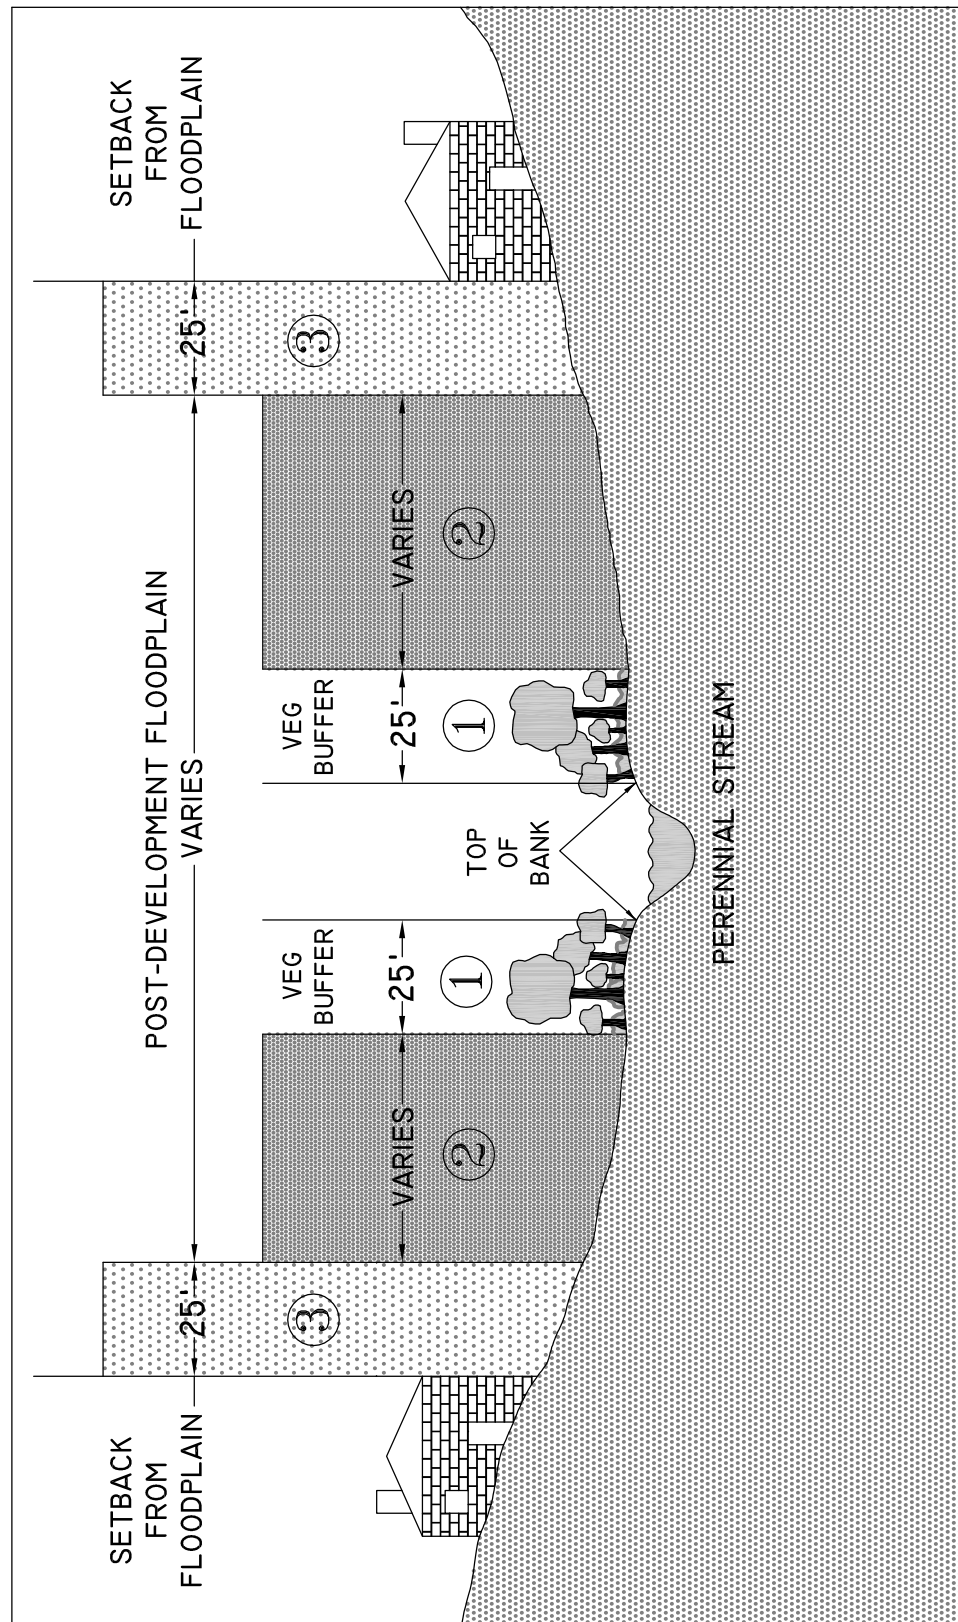 SETBACK
FROM
FLOODPLAIN
25'
POST-DEVELOPMENT FLOODPLAIN
VARIES
25'
SETBACK
FROM
FLOODPLAIN
3
VARIES
2
VEG
BUFFER
25'
1
TOP
OF
BANK
VEG
BUFFER
25'
1
VARIES
2
3
PERENNIAL STREAM